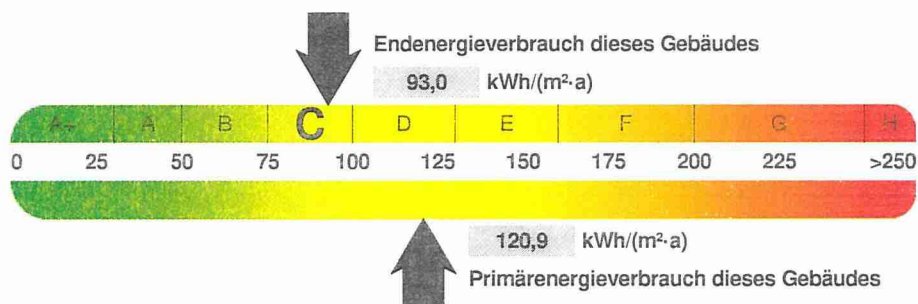 Endenergieverbrauch dieses Gebäudes
93,0 kWh/(m²·a)
A+ A B C D E F G H
0 25 50 75 100 125 150 175 200 225 >250
120,9 kWh/(m²·a)
Primärenergieverbrauch dieses Gebäudes